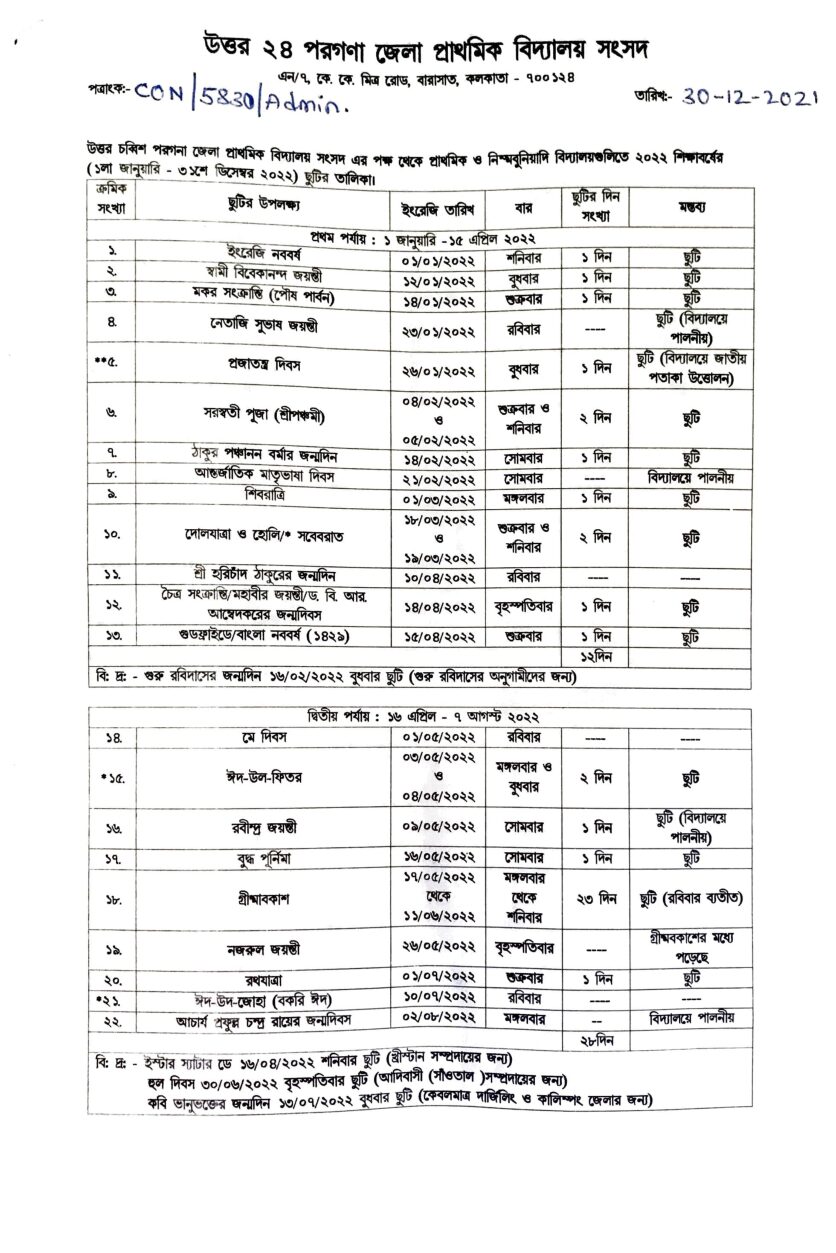 উত্তর ২৪ পরগণা জেলা প্রাথমিক বিদ্যালয় সংসদ
এন/৭, কে. কে. মিত্র রোড, বারাসাত, কলকাতা - ৭০০১২৪
পত্রাংক:- CON/5830/Admin. তারিখ:- 30-12-2021
উত্তর চব্বিশ পরগণা জেলা প্রাথমিক বিদ্যালয় সংসদ এর পক্ষ থেকে প্রাথমিক ও নিম্নবুনিয়াদি বিদ্যালয়গুলিতে ২০২২ শিক্ষাবর্ষের
(১লা জানুয়ারি - ৩১শে ডিসেম্বর ২০২২) ছুটির তালিকা।
ক্রমিক সংখ্যা ছুটির উপলক্ষ্য ইংরেজি তারিখ বার ছুটির দিন সংখ্যা মন্তব্য
প্রথম পর্যায় : ১ জানুয়ারি -১৫ এপ্রিল ২০২২
১. ইংরেজি নববর্ষ ০১/০১/২০২২ শনিবার ১ দিন ছুটি
২. স্বামী বিবেকানন্দ জয়ন্তী ১২/০১/২০২২ বুধবার ১ দিন ছুটি
৩. মকর সংক্রান্তি (পৌষ পার্বন) ১৪/০১/২০২২ শুক্রবার ১ দিন ছুটি
৪. নেতাজি সুভাষ জয়ন্তী ২৩/০১/২০২২ রবিবার ---- ছুটি (বিদ্যালয়ে পালনীয়)
**৫. প্রজাতন্ত্র দিবস ২৬/০১/২০২২ বুধবার ১ দিন ছুটি (বিদ্যালয়ে জাতীয় পতাকা উত্তোলন)
৬. সরস্বতী পূজা (শ্রীপঞ্চমী) ০৪/০২/২০২২ ও ০৫/০২/২০২২ শুক্রবার ও শনিবার ২ দিন ছুটি
৭. ঠাকুর পঞ্চানন বর্মার জন্মদিন ১৪/০২/২০২২ সোমবার ১ দিন ছুটি
৮. আন্তর্জাতিক মাতৃভাষা দিবস ২১/০২/২০২২ সোমবার ---- বিদ্যালয়ে পালনীয়
৯. শিবরাত্রি ০১/০৩/২০২২ মঙ্গলবার ১ দিন ছুটি
১০. দোলযাত্রা ও হোলি/* সবেবরাত ১৮/০৩/২০২২ ও ১৯/০৩/২০২২ শুক্রবার ও শনিবার ২ দিন ছুটি
১১. শ্রী হরিচাঁদ ঠাকুরের জন্মদিন ১০/০৪/২০২২ রবিবার ---- ----
১২. চৈত্র সংক্রান্তি/মহাবীর জয়ন্তী/ড. বি. আর. আম্বেদকরের জন্মদিবস ১৪/০৪/২০২২ বৃহস্পতিবার ১ দিন ছুটি
১৩. গুডফ্রাইডে/বাংলা নববর্ষ (১৪২৯) ১৫/০৪/২০২২ শুক্রবার ১ দিন ছুটি
১২দিন
বি: দ্র: - গুরু রবিদাসের জন্মদিন ১৬/০২/২০২২ বুধবার ছুটি (গুরু রবিদাসের অনুগামীদের জন্য)
দ্বিতীয় পর্যায় : ১৬ এপ্রিল - ৭ আগস্ট ২০২২
১৪. মে দিবস ০১/০৫/২০২২ রবিবার ---- ----
*১৫. ঈদ-উল-ফিতর ০৩/০৫/২০২২ ও ০৪/০৫/২০২২ মঙ্গলবার ও বুধবার ২ দিন ছুটি
১৬. রবীন্দ্র জয়ন্তী ০৯/০৫/২০২২ সোমবার ১ দিন ছুটি (বিদ্যালয়ে পালনীয়)
১৭. বুদ্ধ পূর্নিমা ১৬/০৫/২০২২ সোমবার ১ দিন ছুটি
১৮. গ্রীষ্মাবকাশ ১৭/০৫/২০২২ থেকে ১১/০৬/২০২২ মঙ্গলবার থেকে শনিবার ২৩ দিন ছুটি (রবিবার ব্যতীত)
১৯. নজরুল জয়ন্তী ২৬/০৫/২০২২ বৃহস্পতিবার ---- গ্রীষ্মবকাশের মধ্যে পড়েছে
২০. রথযাত্রা ০১/০৭/২০২২ শুক্রবার ১ দিন ছুটি
*২১. ঈদ-উদ-জোহা (বকরি ঈদ) ১০/০৭/২০২২ রবিবার ---- ----
২২. আচার্য প্রফুল্ল চন্দ্র রায়ের জন্মদিবস ০২/০৮/২০২২ মঙ্গলবার -- বিদ্যালয়ে পালনীয়
২৮দিন
বি: দ্র: - ইস্টার স্যাটার ডে ১৬/০৪/২০২২ শনিবার ছুটি (খ্রীস্টান সম্প্রদায়ের জন্য)
হুল দিবস ৩০/০৬/২০২২ বৃহস্পতিবার ছুটি (আদিবাসী (সাঁওতাল )সম্প্রদায়ের জন্য)
কবি ভানুভক্তের জন্মদিন ১৩/০৭/২০২২ বুধবার ছুটি (কেবলমাত্র দার্জিলিং ও কালিম্পং জেলার জন্য)